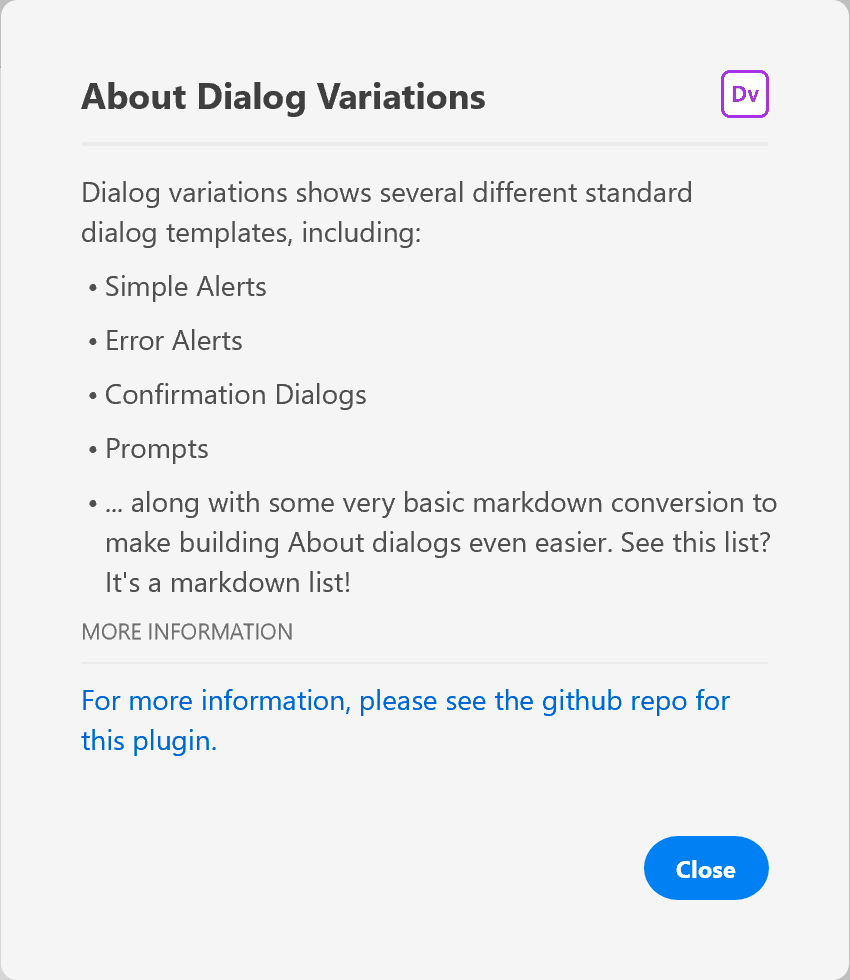 About Dialog Variations
Dv
Dialog variations shows several different standard
dialog templates, including:
• Simple Alerts
• Error Alerts
• Confirmation Dialogs
• Prompts
• ... along with some very basic markdown conversion to
make building About dialogs even easier. See this list?
It's a markdown list!
MORE INFORMATION
For more information, please see the github repo for
this plugin.
Close